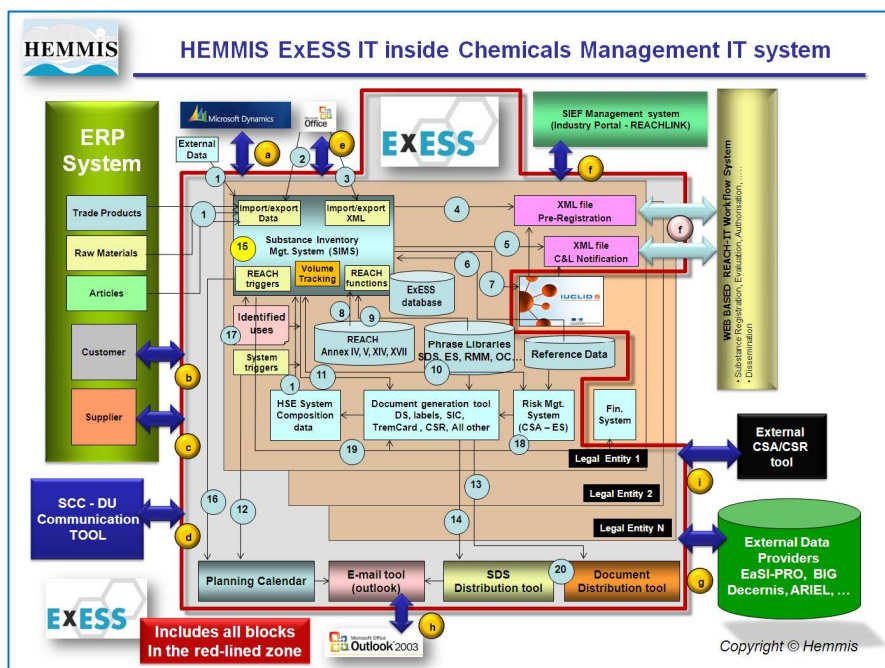 HEMMIS
HEMMIS ExESS IT inside Chemicals Management IT system
ERP
System
Trade Products
Raw Materials
Articles
Customer
Supplier
SCC - DU
Communication
TOOL
Microsoft Dynamics
Microsoft
Office
External
Data
a
e
ExESS
SIEF Management system
(Industry Portal - REACHLINK)
f
WEB BASED REACH-IT Workflow System
• Substance Registration, Evaluation, Authorisation, .....
• Dissemination
f
1
2
3
1
4
5
6
7
Import/export
Data
Import/export
XML
15
Substance Inventory
Mgt. System (SIMS)
REACH
triggers
Volume
Tracking
REACH
functions
ExESS
database
XML file
Pre-Registration
XML file
C&L Notification
IUCLID 5
17
Identified
uses
8
9
REACH
Annex IV, V, XIV, XVII
Phrase Libraries
SDS, ES, RMM, OC...
Reference Data
System
triggers
11
10
1
HSE System
Composition
data
Document generation tool
DS, labels, SIC,
TremCard , CSR, All other
Risk Mgt.
System
(CSA – ES)
Fin.
System
19
18
Legal Entity 1
Legal Entity 2
Legal Entity N
13
14
16
12
b
c
d
i
g
h
External
CSA/CSR
tool
External Data
Providers
EaSI-PRO, BIG
Decernis, ARIEL, ...
Planning Calendar
E-mail tool
(outlook)
SDS
Distribution tool
20
Document
Distribution tool
ExESS
Includes all blocks
In the red-lined zone
Microsoft Office
Outlook 2003
Copyright © Hemmis